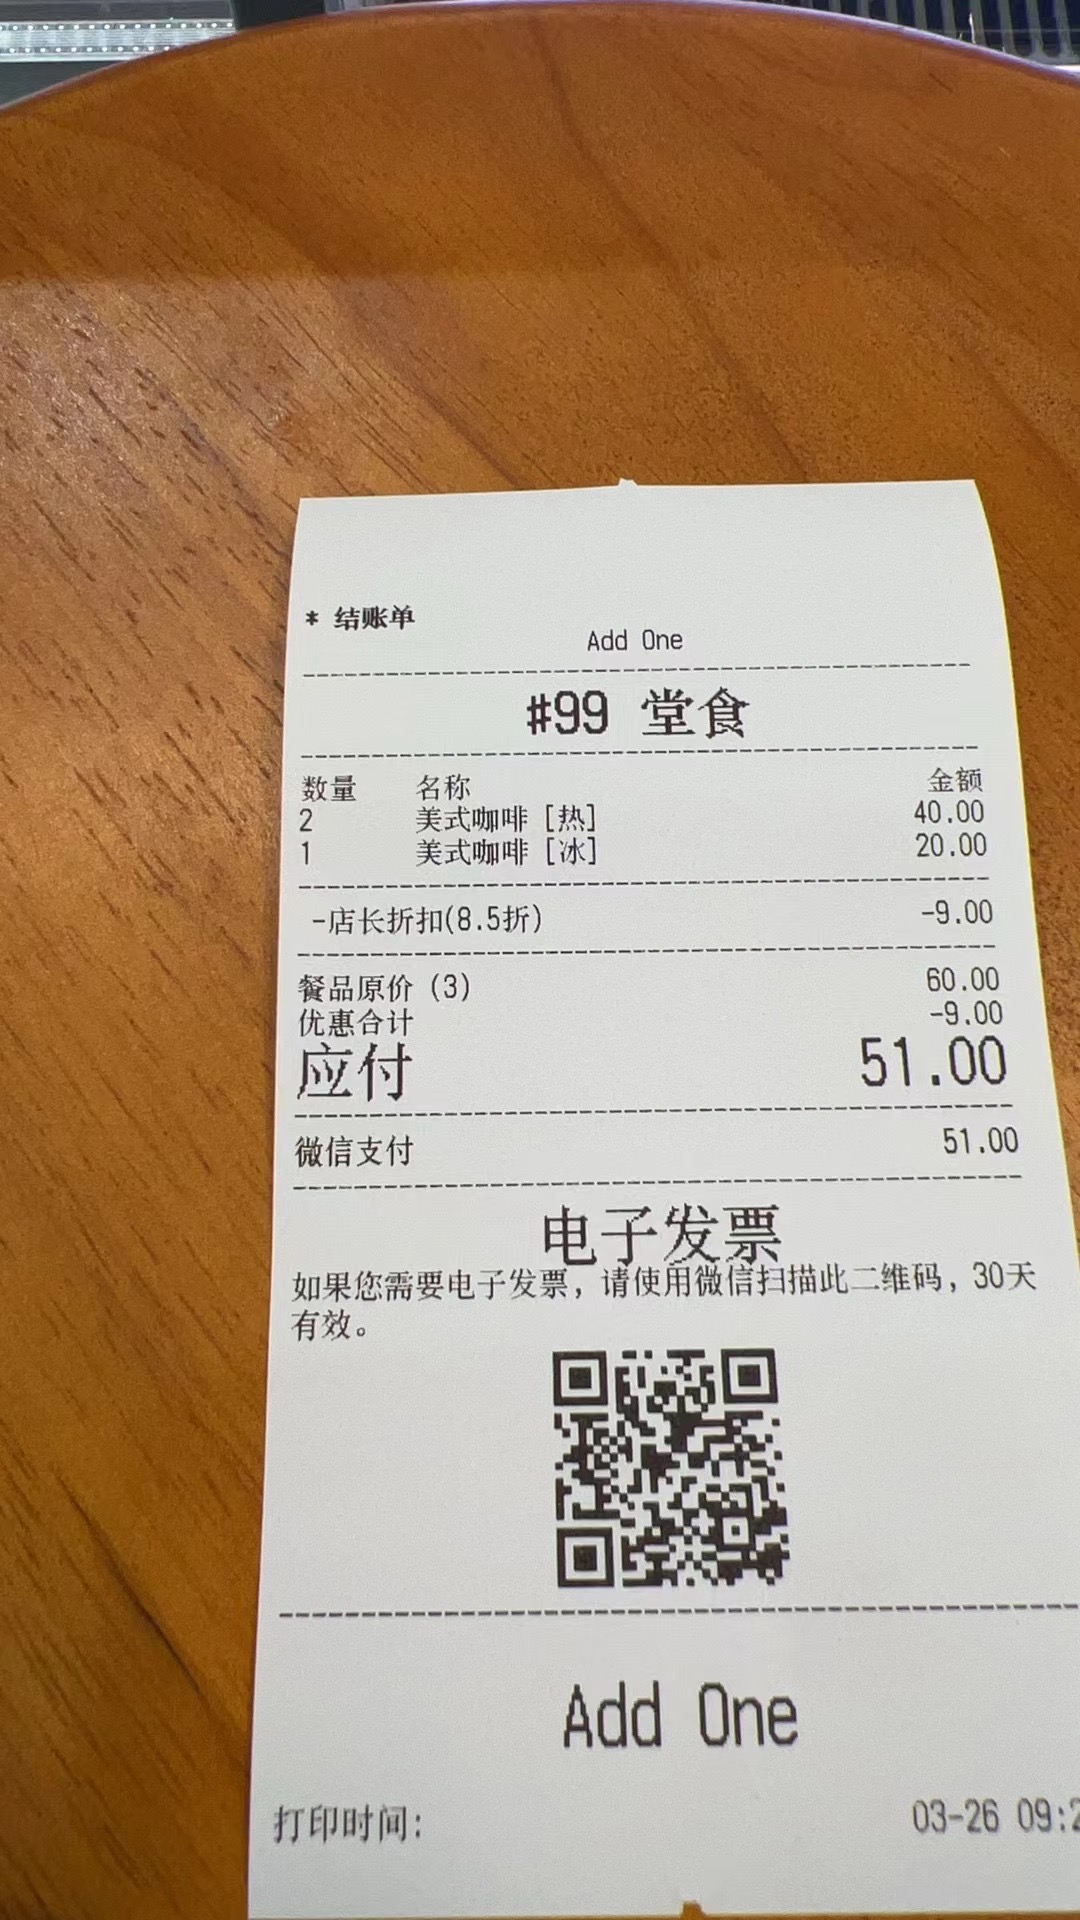 * 结账单
Add One
#99 堂食
数量 名称 金额
2 美式咖啡 [热] 40.00
1 美式咖啡 [冰] 20.00
-店长折扣(8.5折) -9.00
餐品原价 (3) 60.00
优惠合计 -9.00
应付 51.00
微信支付 51.00
电子发票
如果您需要电子发票，请使用微信扫描此二维码，30天
有效。
Add One
打印时间: 03-26